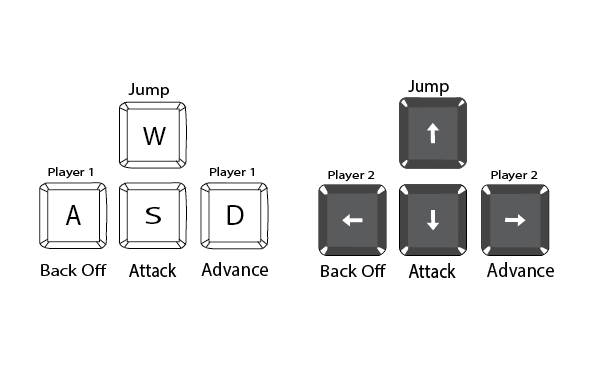 Jump
W
Player 1
Player 1
A
S
D
Back Off
Attack
Advance
Jump
Player 2
Player 2
Back Off
Attack
Advance